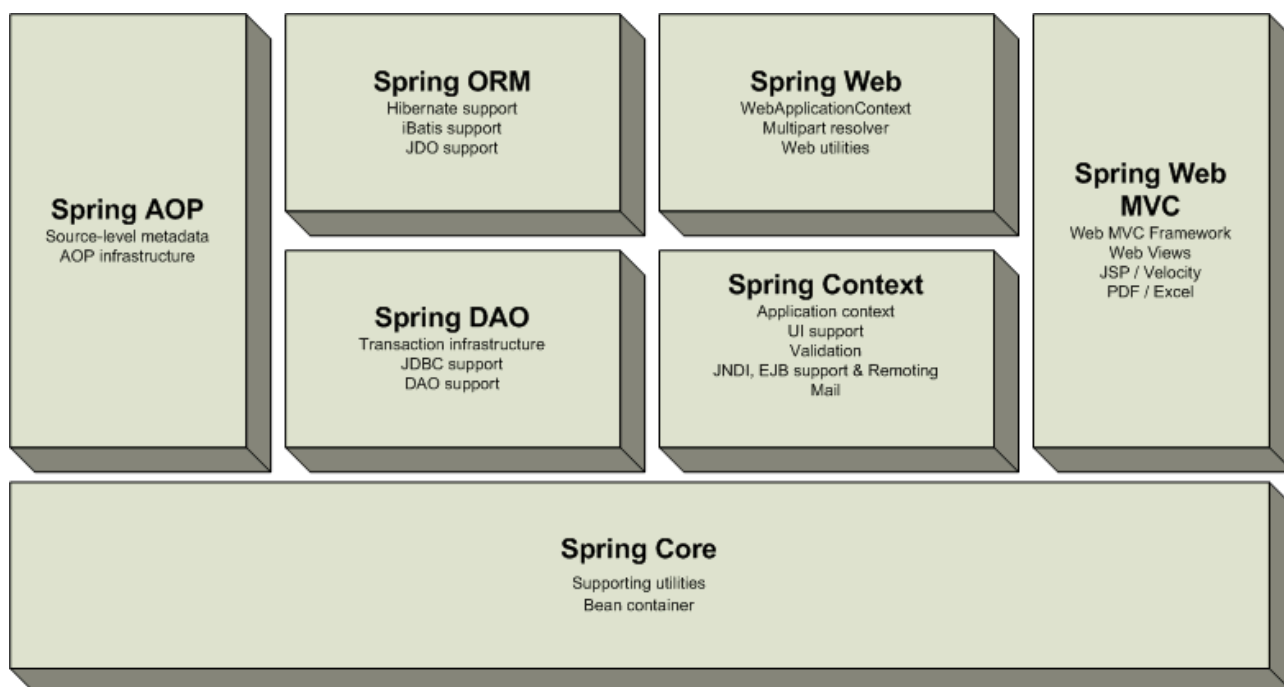 Spring AOP
Source-level metadata
AOP infrastructure
Spring ORM
Hibernate support
iBatis support
JDO support
Spring DAO
Transaction infrastructure
JDBC support
DAO support
Spring Web
WebApplicationContext
Multipart resolver
Web utilities
Spring Context
Application context
UI support
Validation
JNDI, EJB support & Remoting
Mail
Spring Web
MVC
Web MVC Framework
Web Views
JSP / Velocity
PDF / Excel
Spring Core
Supporting utilities
Bean container